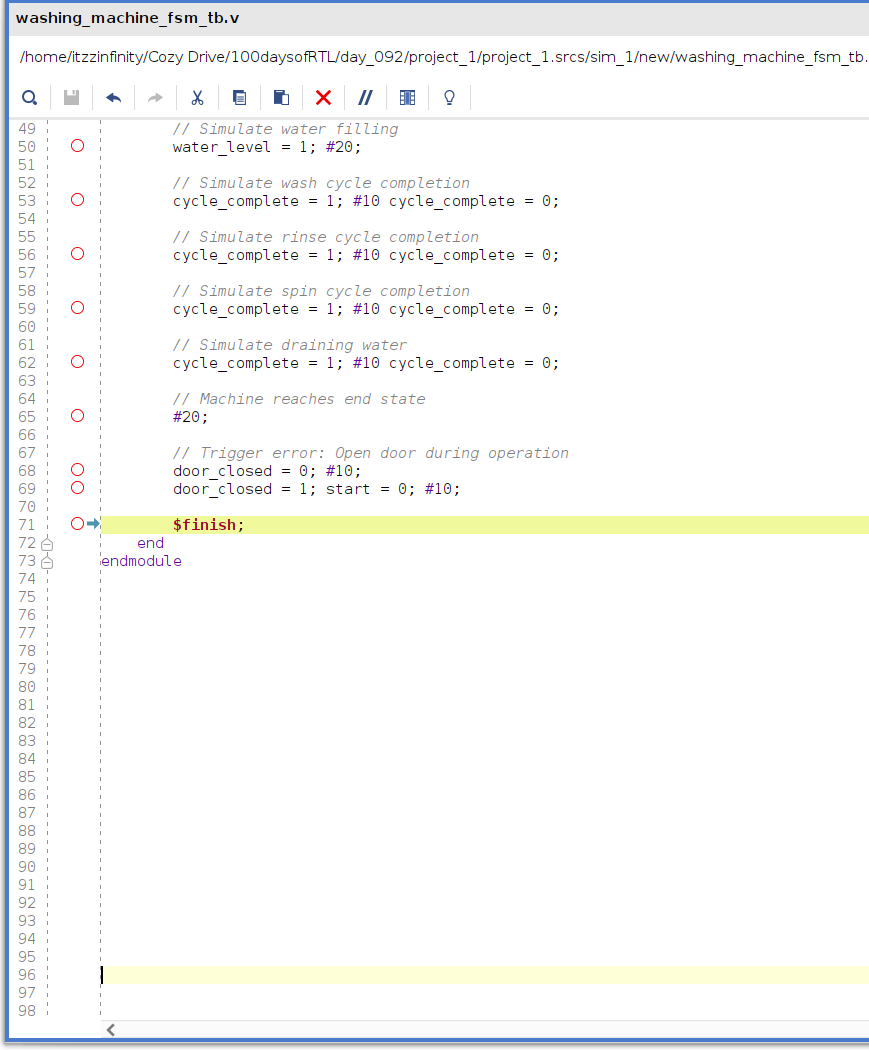 washing_machine_fsm_tb.v
/home/itzzinfinity/Cozy Drive/100daysofRTL/day_092/project_1/project_1.srcs/sim_1/new/washing_machine_fsm_tb.
49 // Simulate water filling
50 water_level = 1; #20;
51
52 // Simulate wash cycle completion
53 cycle_complete = 1; #10 cycle_complete = 0;
54
55 // Simulate rinse cycle completion
56 cycle_complete = 1; #10 cycle_complete = 0;
57
58 // Simulate spin cycle completion
59 cycle_complete = 1; #10 cycle_complete = 0;
60
61 // Simulate draining water
62 cycle_complete = 1; #10 cycle_complete = 0;
63
64 // Machine reaches end state
65 #20;
66
67 // Trigger error: Open door during operation
68 door_closed = 0; #10;
69 door_closed = 1; start = 0; #10;
70
71 $finish;
72 end
73 endmodule
74
75
76
77
78
79
80
81
82
83
84
85
86
87
88
89
90
91
92
93
94
95
96
97
98